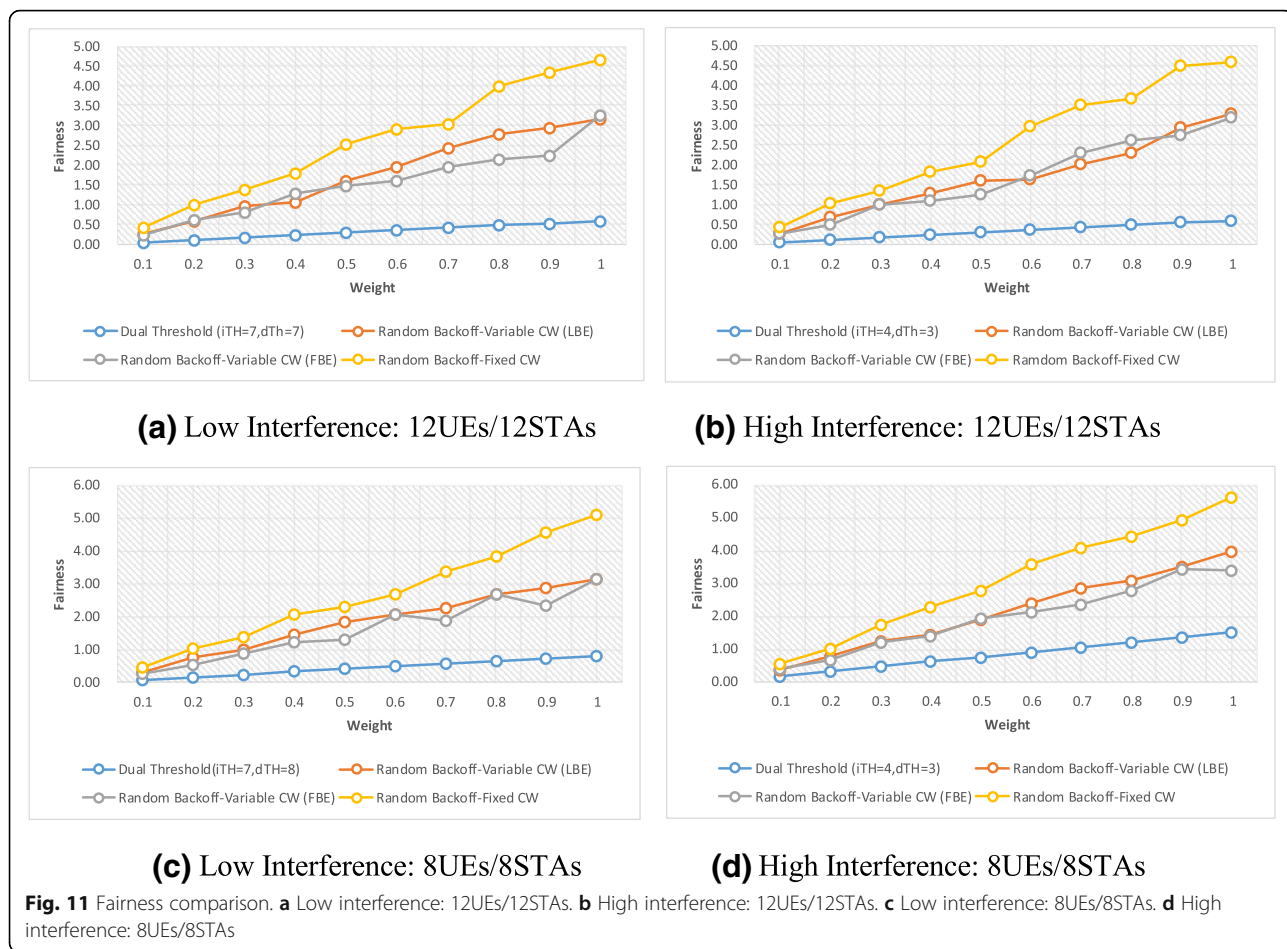 5.00
4.50
4.00
3.50
3.00
2.50
2.00
1.50
1.00
0.50
0.00
Fairness
0.1 0.2 0.3 0.4 0.5 0.6 0.7 0.8 0.9 1
Weight
Dual Threshold (iTH=7,dTh=7) Random Backoff-Variable CW (LBE)
Random Backoff-Variable CW (FBE) Random Backoff-Fixed CW
(a) Low Interference: 12UEs/12STAs
5.00
4.50
4.00
3.50
3.00
2.50
2.00
1.50
1.00
0.50
0.00
Fairness
0.1 0.2 0.3 0.4 0.5 0.6 0.7 0.8 0.9 1
Weight
Dual Threshold (iTH=4,dTh=3) Random Backoff-Variable CW (LBE)
Random Backoff-Variable CW (FBE) Ramdom Backoff-Fixed CW
(b) High Interference: 12UEs/12STAs
6.00
5.00
4.00
3.00
2.00
1.00
0.00
Fairness
0.1 0.2 0.3 0.4 0.5 0.6 0.7 0.8 0.9 1
Weight
Dual Threshold(iTH=7,dTH=8) Random Backoff-Variable CW (LBE)
Random Backoff-Variable CW (FBE) Random Backoff-Fixed CW
(c) Low Interference: 8UEs/8STAs
6.00
5.00
4.00
3.00
2.00
1.00
0.00
Fairness
0.1 0.2 0.3 0.4 0.5 0.6 0.7 0.8 0.9 1
Weight
Dual Threshold (iTH=4,dTH=3) Random Backoff-Variable CW (LBE)
Random Backoff-Variable CW (FBE) Random Backoff-Fixed CW
(d) High Interference: 8UEs/8STAs
Fig. 11 Fairness comparison. a Low interference: 12UEs/12STAs. b High interference: 12UEs/12STAs. c Low interference: 8UEs/8STAs. d High
interference: 8UEs/8STAs